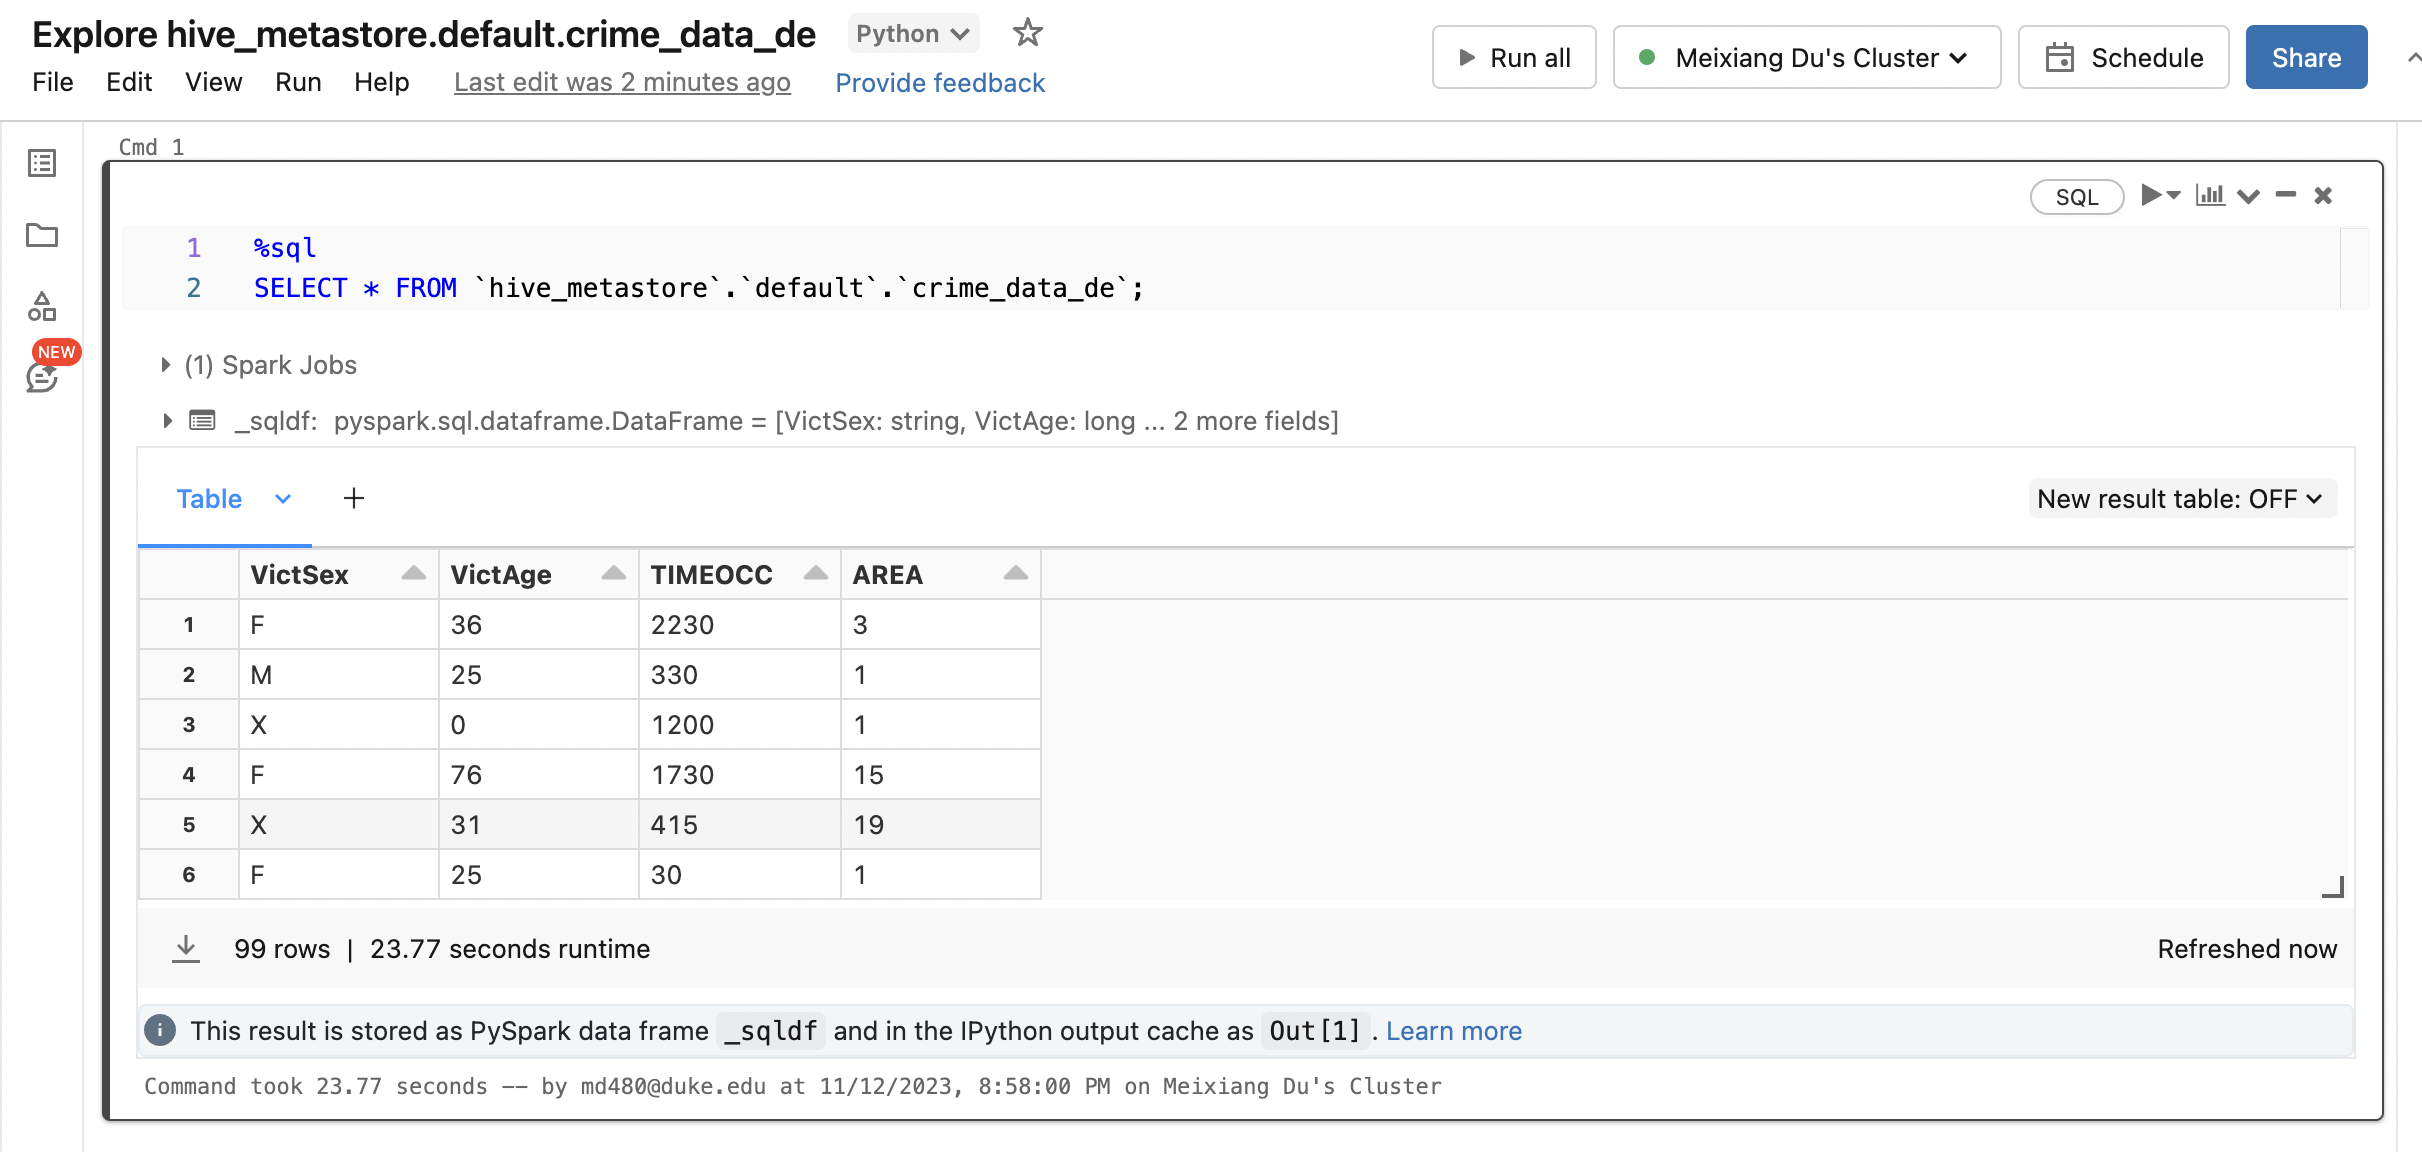 Explore hive_metastore.default.crime_data_de Python
File Edit View Run Help Last edit was 2 minutes ago Provide feedback
Run all Meixiang Du's Cluster Schedule Share
Cmd 1
SQL
1 %sql
2 SELECT * FROM `hive_metastore`.`default`.`crime_data_de`;
NEW
(1) Spark Jobs
_sqldf: pyspark.sql.dataframe.DataFrame = [VictSex: string, VictAge: long ... 2 more fields]
Table + New result table: OFF
VictSex VictAge TIMEOCC AREA
1 F 36 2230 3
2 M 25 330 1
3 X 0 1200 1
4 F 76 1730 15
5 X 31 415 19
6 F 25 30 1
99 rows | 23.77 seconds runtime Refreshed now
This result is stored as PySpark data frame _sqldf and in the IPython output cache as Out[1] . Learn more
Command took 23.77 seconds -- by md480@duke.edu at 11/12/2023, 8:58:00 PM on Meixiang Du's Cluster